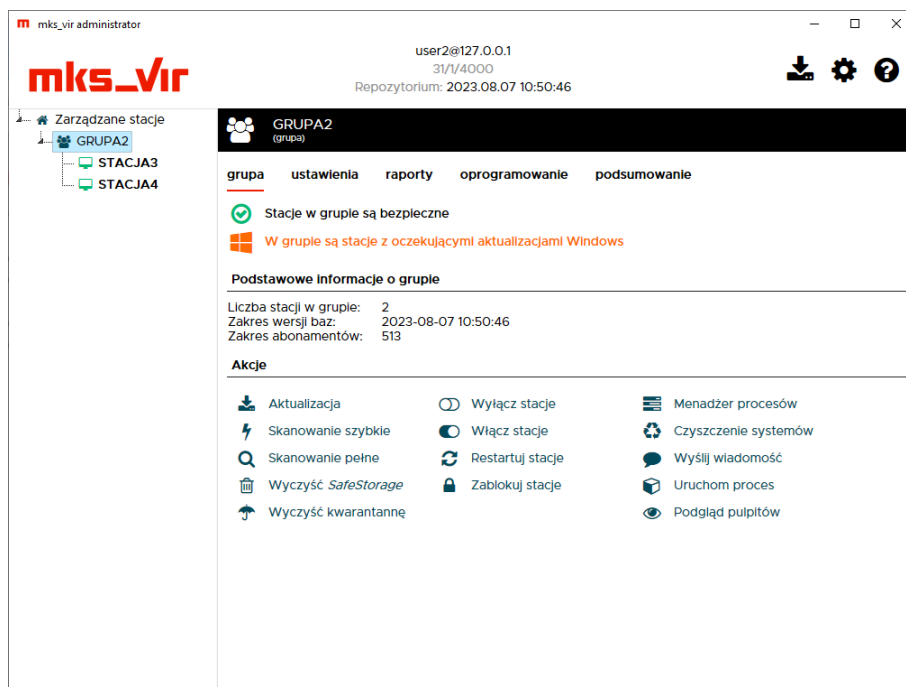 mks_vir administrator
mks_vir
user2@127.0.0.1
31/1/4000
Repozytorium: 2023.08.07 10:50:46
Zarządzane stacje
GRUPA2
STACJA3
STACJA4
GRUPA2
(grupa)
grupa ustawienia raporty oprogramowanie podsumowanie
Stacje w grupie są bezpieczne
W grupie są stacje z oczekującymi aktualizacjami Windows
Podstawowe informacje o grupie
Liczba stacji w grupie: 2
Zakres wersji baz: 2023-08-07 10:50:46
Zakres abonamentów: 513
Akcje
Aktualizacja Wyłącz stacje Menadżer procesów
Skanowanie szybkie Włącz stacje Czyszczenie systemów
Skanowanie pełne Restartuj stacje Wyślij wiadomość
Wyczyść SafeStorage Zablokuj stacje Uruchom proces
Wyczyść kwarantannę Podgląd pulpitów